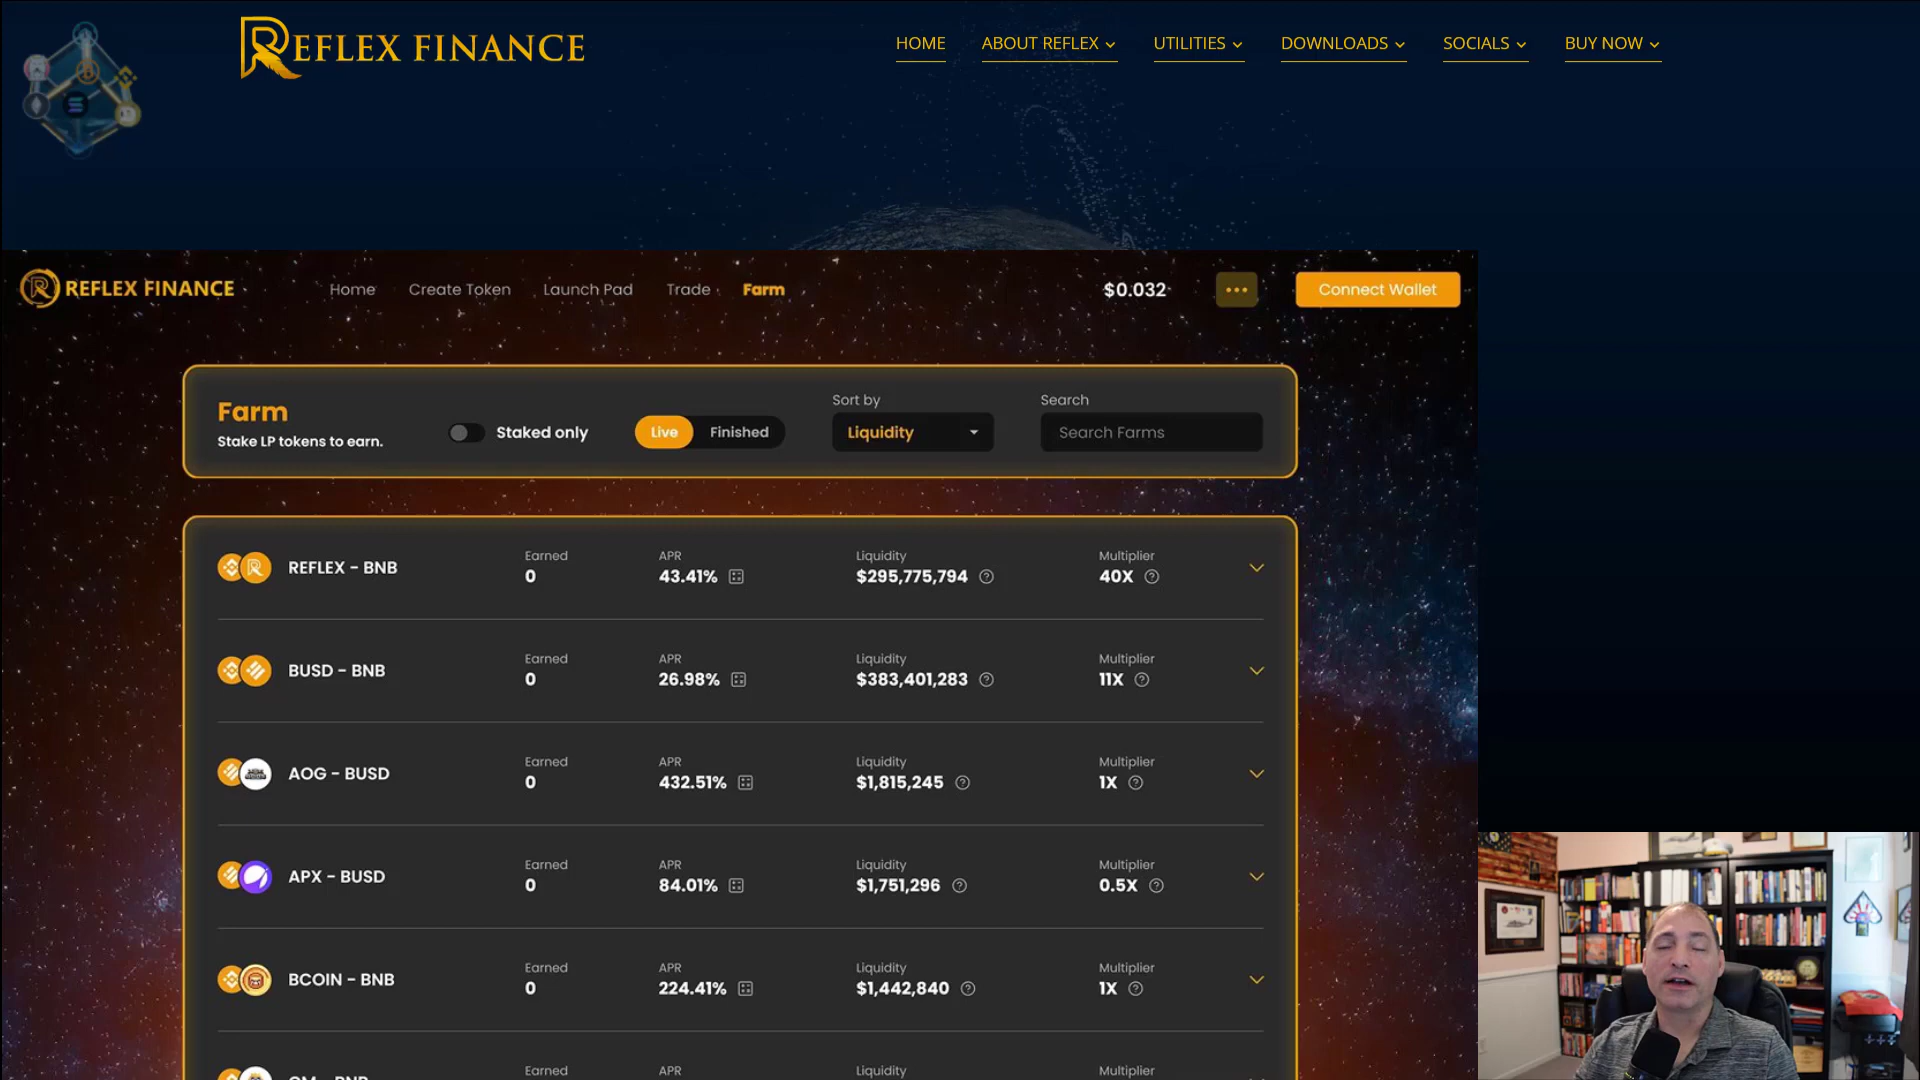 REFLEX FINANCE
HOME ABOUT REFLEX UTILITIES DOWNLOADS SOCIALS BUY NOW
REFLEX FINANCE
Home Create Token Launch Pad Trade Farm
$0.032
Connect Wallet
Farm
Stake LP tokens to earn.
Staked only
Live Finished
Sort by
Liquidity
Search
Search Farms
REFLEX - BNB
Earned APR Liquidity Multiplier
0 43.41% $295,775,794 40X
BUSD - BNB
Earned APR Liquidity Multiplier
0 26.98% $383,401,283 11X
AOG - BUSD
Earned APR Liquidity Multiplier
0 432.51% $1,815,245 1X
APX - BUSD
Earned APR Liquidity Multiplier
0 84.01% $1,751,296 0.5X
BCOIN - BNB
Earned APR Liquidity Multiplier
0 224.41% $1,442,840 1X
Earned APR Liquidity Multiplier